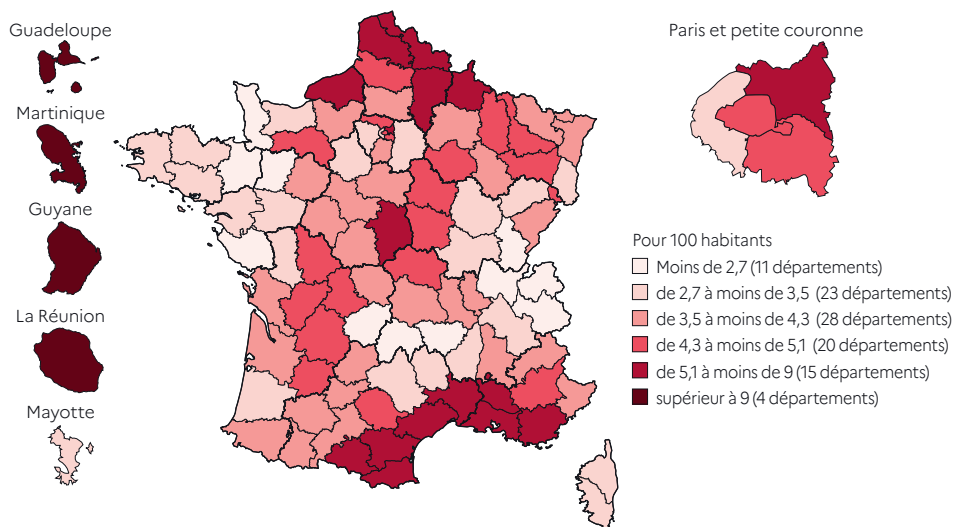 Guadeloupe
Martinique
Guyane
La Réunion
Mayotte
Paris et petite couronne
Pour 100 habitants
Moins de 2,7 (11 départements)
de 2,7 à moins de 3,5 (23 départements)
de 3,5 à moins de 4,3 (28 départements)
de 4,3 à moins de 5,1 (20 départements)
de 5,1 à moins de 9 (15 départements)
supérieur à 9 (4 départements)